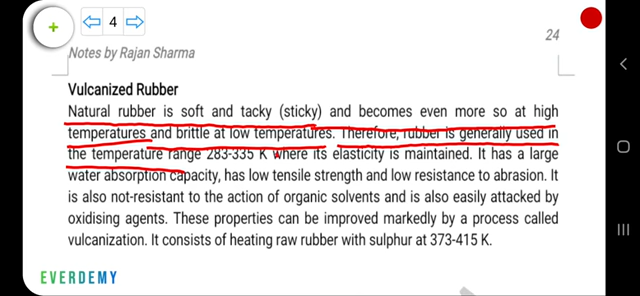 4
24
Notes by Rajan Sharma
Vulcanized Rubber
Natural rubber is soft and tacky (sticky) and becomes even more so at high
temperatures and brittle at low temperatures. Therefore, rubber is generally used in
the temperature range 283-335 K where its elasticity is maintained. It has a large
water absorption capacity, has low tensile strength and low resistance to abrasion. It
is also not-resistant to the action of organic solvents and is also easily attacked by
oxidising agents. These properties can be improved markedly by a process called
vulcanization. It consists of heating raw rubber with sulphur at 373-415 K.
EVERDEMY